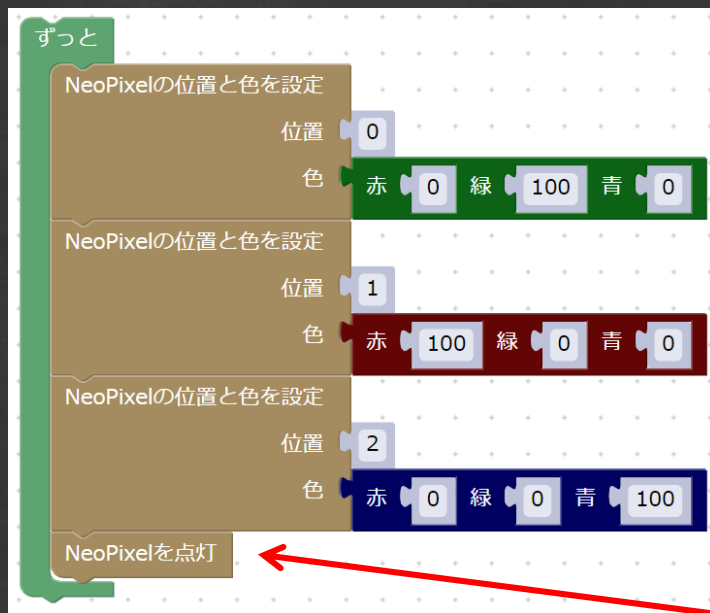 ずっと
NeoPixelの位置と色を設定
位置 0
色 赤 0 緑 100 青 0
NeoPixelの位置と色を設定
位置 1
色 赤 100 緑 0 青 0
NeoPixelの位置と色を設定
位置 2
色 赤 0 緑 0 青 100
NeoPixelを点灯